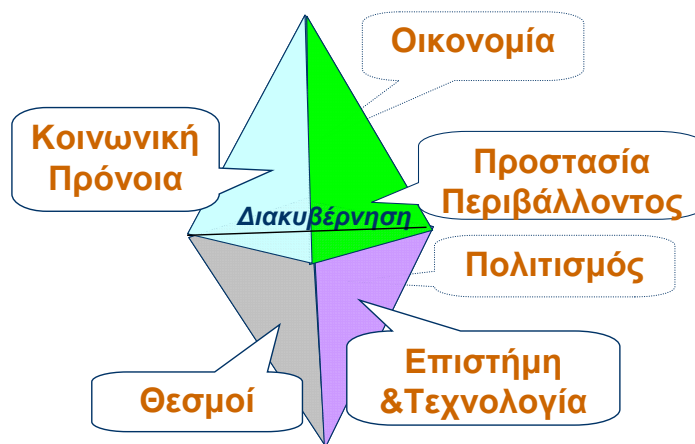 Οικονομία
Κοινωνική
Πρόνοια
Προστασία
Περιβάλλοντος
Διακυβέρνηση
Πολιτισμός
Θεσμοί
Επιστήμη
&Τεχνολογία